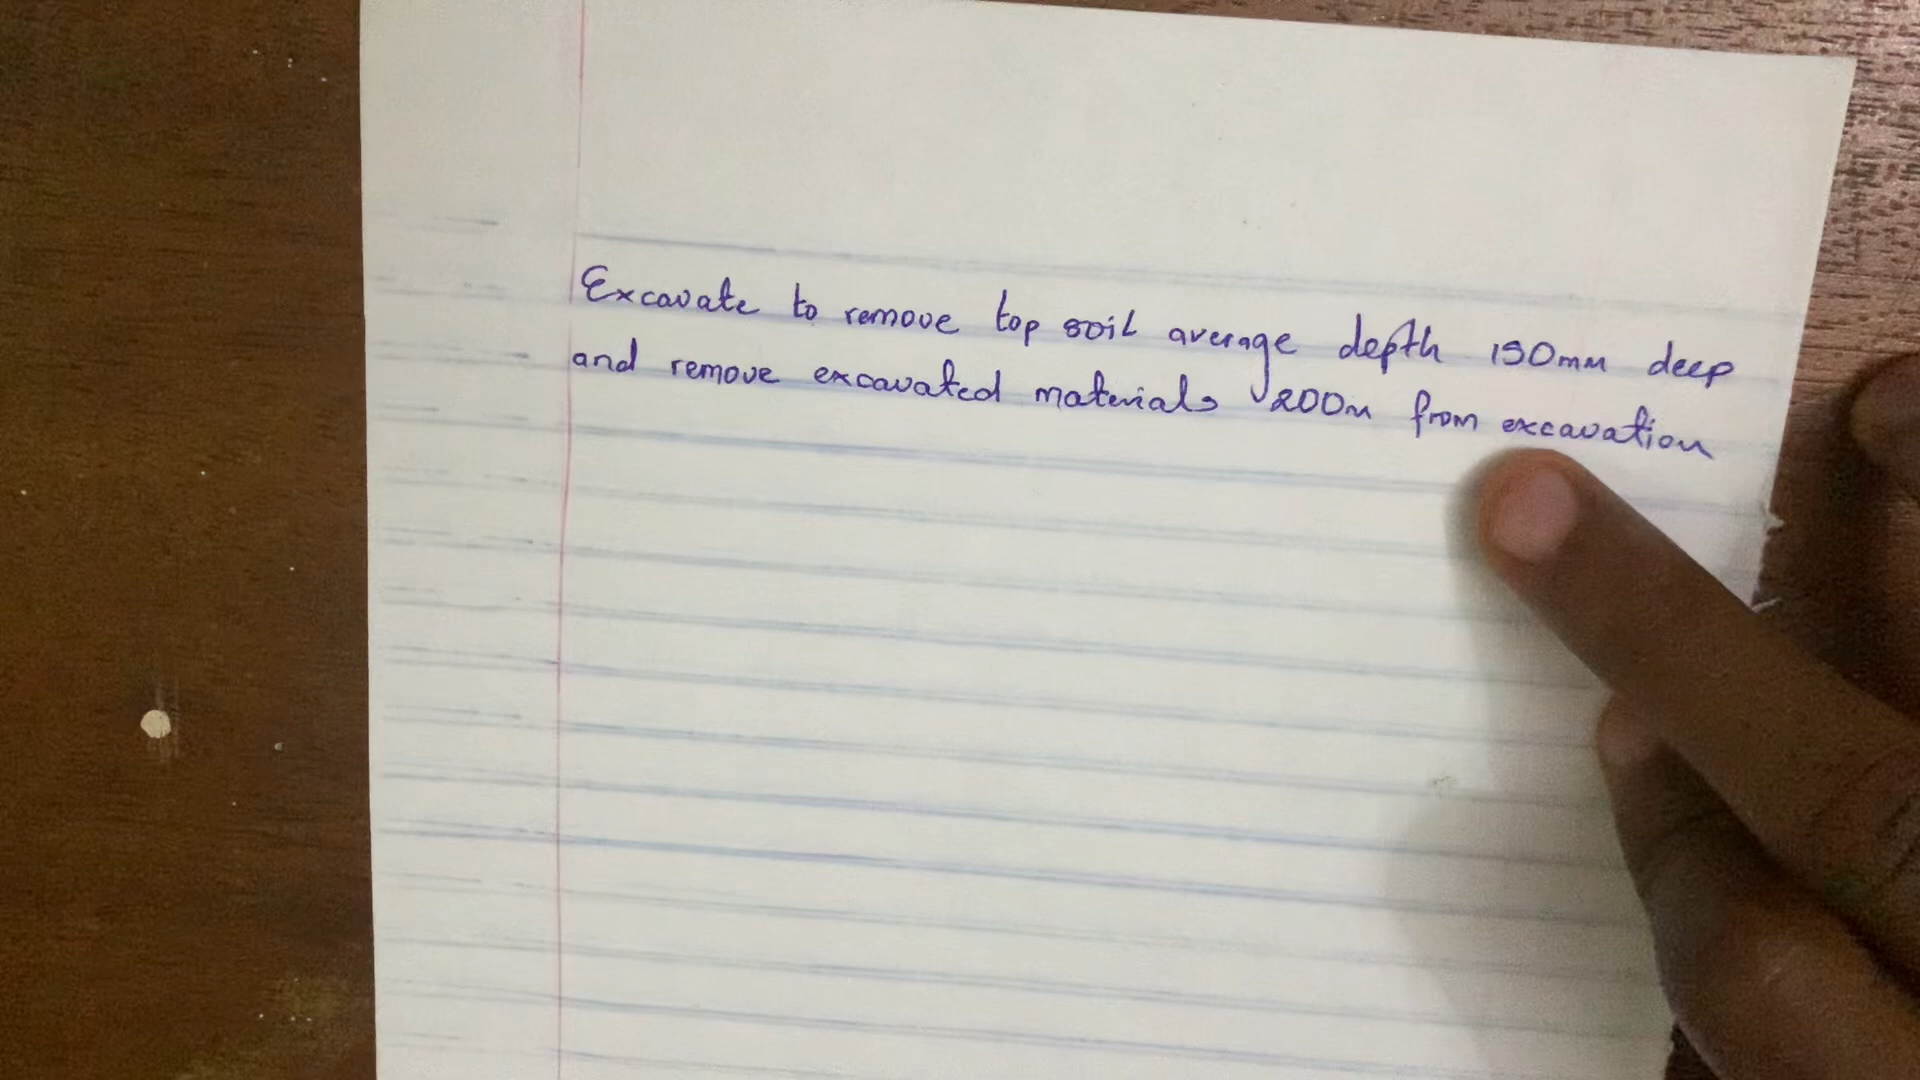 Excavate to remove top soil average depth 150mm deep
and remove excavated materials 200m from excavation